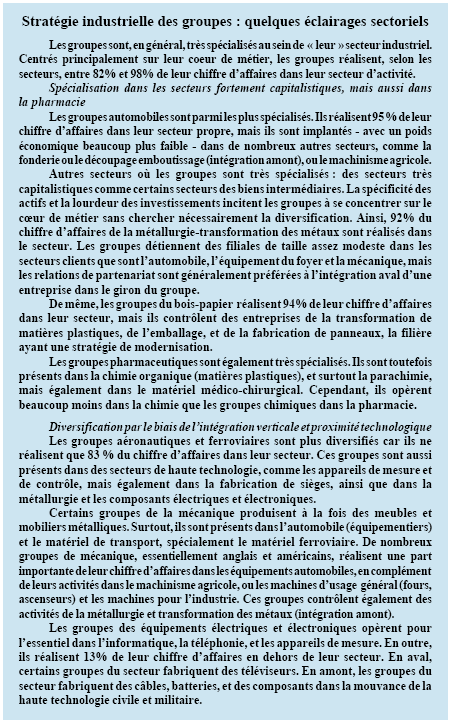 Stratégie industrielle des groupes : quelques éclairages sectoriels
Les groupes sont, en général, très spécialisés au sein de « leur » secteur industriel.
Centrés principalement sur leur coeur de métier, les groupes réalisent, selon les
secteurs, entre 82% et 98% de leur chiffre d'affaires dans leur secteur d'activité.
Spécialisation dans les secteurs fortement capitalistiques, mais aussi dans
la pharmacie
Les groupes automobiles sont parmi les plus spécialisés. Ils réalisent 95% de leur
chiffre d'affaires dans leur secteur propre, mais ils sont implantés - avec un poids
économique beaucoup plus faible - dans de nombreux autres secteurs, comme la
fonderie ou le découpage emboutissage (intégration amont), ou le machinisme agricole.
Autres secteurs où les groupes sont très spécialisés : des secteurs très
capitalistiques comme certains secteurs des biens intermédiaires. La spécificité des
actifs et la lourdeur des investissements incitent les groupes à se concentrer sur le
cœur de métier sans chercher nécessairement la diversification. Ainsi, 92% du
chiffre d'affaires de la métallurgie-transformation des métaux sont réalisés dans
le secteur. Les groupes détiennent des filiales de taille assez modeste dans les
secteurs clients que sont l'automobile, l'équipement du foyer et la mécanique, mais
les relations de partenariat sont généralement préférées à l'intégration aval d'une
entreprise dans le giron du groupe.
De même, les groupes du bois-papier réalisent 94% de leur chiffre d'affaires
dans leur secteur, mais ils contrôlent des entreprises de la transformation de
matières plastiques, de l'emballage, et de la fabrication de panneaux, la filière
ayant une stratégie de modernisation.
Les groupes pharmaceutiques sont également très spécialisés. Ils sont toutefois
présents dans la chimie organique (matières plastiques), et surtout la parachimie,
mais également dans le matériel médico-chirurgical. Cependant, ils opèrent
beaucoup moins dans la chimie que les groupes chimiques dans la pharmacie.
Diversification par le biais de l'intégration verticale et proximité technologique
Les groupes aéronautiques et ferroviaires sont plus diversifiés car ils ne
réalisent que 83 % du chiffre d'affaires dans leur secteur. Ces groupes sont aussi
présents dans des secteurs de haute technologie, comme les appareils de mesure et
de contrôle, mais également dans la fabrication de sièges, ainsi que dans la
métallurgie et les composants électriques et électroniques.
Certains groupes de la mécanique produisent à la fois des meubles et
mobiliers métalliques. Surtout, ils sont présents dans l'automobile (équipementiers)
et le matériel de transport, spécialement le matériel ferroviaire. De nombreux
groupes de mécanique, essentiellement anglais et américains, réalisent une part
importante de leur chiffre d'affaires dans les équipements automobiles, en complément
de leurs activités dans le machinisme agricole, ou les machines d'usage général (fours,
ascenseurs) et les machines pour l'industrie. Ces groupes contrôlent également des
activités de la métallurgie et transformation des métaux (intégration amont).
Les groupes des équipements électriques et électroniques opèrent pour
l'essentiel dans l'informatique, la téléphonie, et les appareils de mesure. En outre,
ils réalisent 13% de leur chiffre d'affaires en dehors de leur secteur. En aval,
certains groupes du secteur fabriquent des téléviseurs. En amont, les groupes du
secteur fabriquent des câbles, batteries, et des composants dans la mouvance de la
haute technologie civile et militaire.